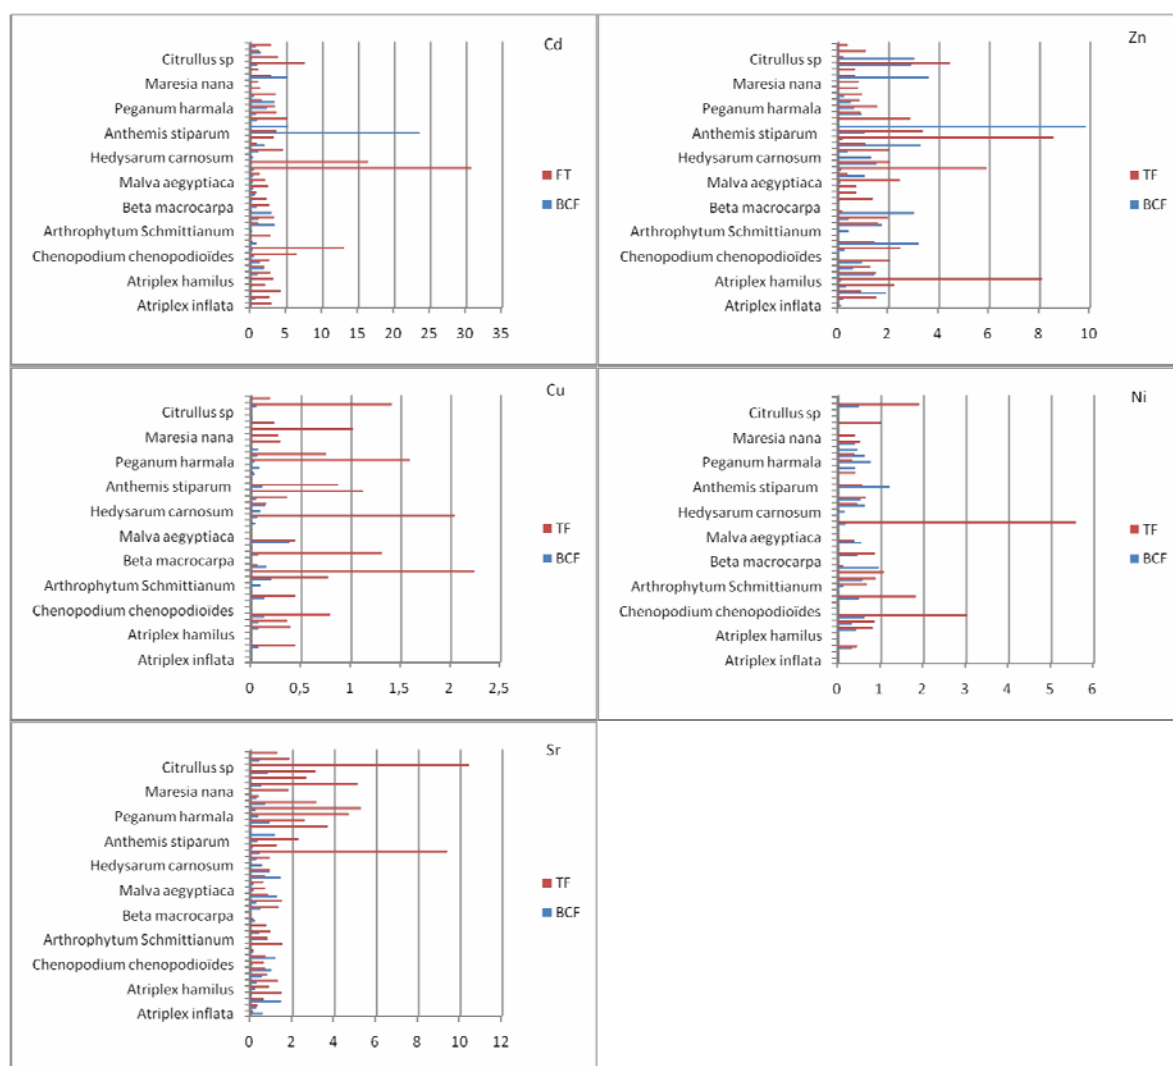 Cd
Citrullus sp
Maresia nana
Peganum harmala
Anthemis stiparum
Hedysarum carnosum
Malva aegyptiaca
Beta macrocarpa
Arthrophytum Schmittianum
Chenopodium chenopodioïdes
Atriplex hamilus
Atriplex inflata
FT
BCF
0 5 10 15 20 25 30 35
Zn
Citrullus sp
Maresia nana
Peganum harmala
Anthemis stiparum
Hedysarum carnosum
Malva aegyptiaca
Beta macrocarpa
Arthrophytum Schmittianum
Chenopodium chenopodioïdes
Atriplex hamilus
Atriplex inflata
TF
BCF
0 2 4 6 8 10
Cu
Citrullus sp
Maresia nana
Peganum harmala
Anthemis stiparum
Hedysarum carnosum
Malva aegyptiaca
Beta macrocarpa
Arthrophytum Schmittianum
Chenopodium chenopodioïdes
Atriplex hamilus
Atriplex inflata
TF
BCF
0 0,5 1 1,5 2 2,5
Ni
Citrullus sp
Maresia nana
Peganum harmala
Anthemis stiparum
Hedysarum carnosum
Malva aegyptiaca
Beta macrocarpa
Arthrophytum Schmittianum
Chenopodium chenopodioïdes
Atriplex hamilus
Atriplex inflata
TF
BCF
0 1 2 3 4 5 6
Sr
Citrullus sp
Maresia nana
Peganum harmala
Anthemis stiparum
Hedysarum carnosum
Malva aegyptiaca
Beta macrocarpa
Arthrophytum Schmittianum
Chenopodium chenopodioïdes
Atriplex hamilus
Atriplex inflata
TF
BCF
0 2 4 6 8 10 12